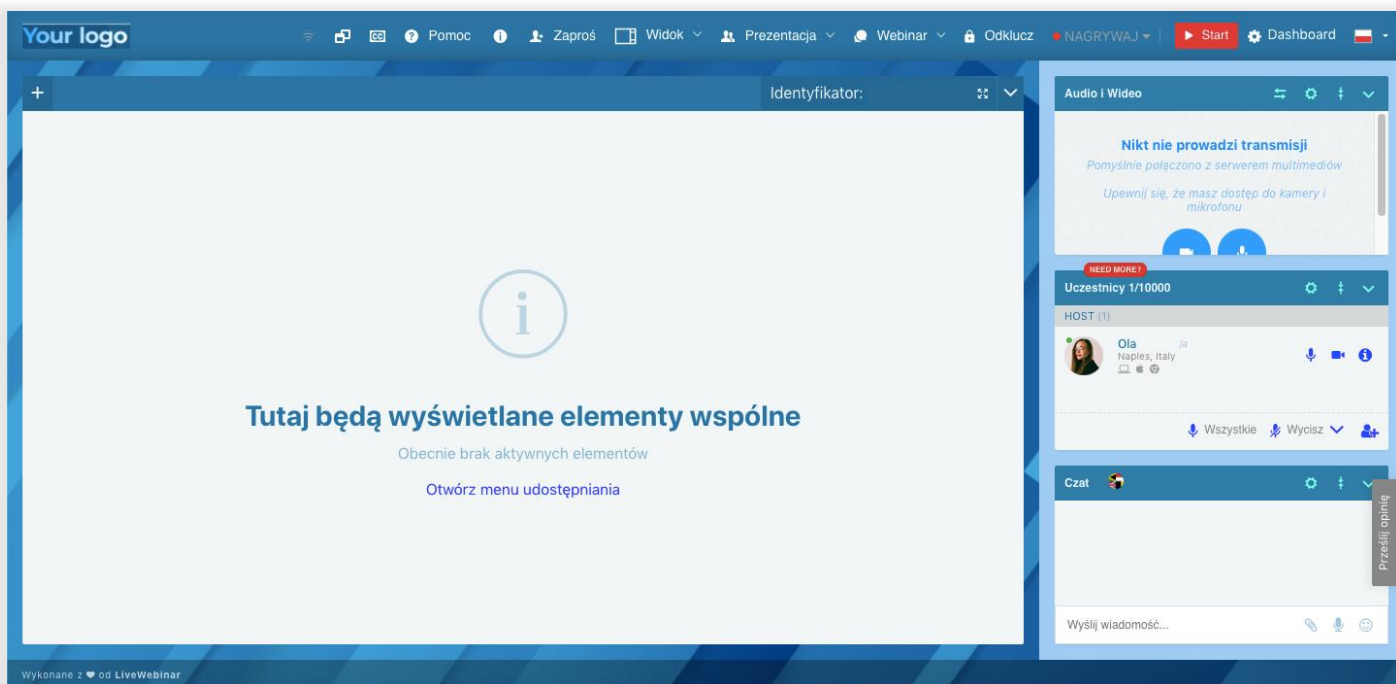 Your logo
CC
Pomoc
Zaproś
Widok
Prezentacja
Webinar
Odklucz
NAGRYWAJ
Start
Dashboard
+
Identyfikator:
i
Tutaj będą wyświetlane elementy wspólne
Obecnie brak aktywnych elementów
Otwórz menu udostępniania
Audio i Wideo
Nikt nie prowadzi transmisji
Pomyślnie połączono z serwerem multimediów
Upewnij się, że masz dostęp do kamery i
mikrofonu
NEED MORE?
Uczestnicy 1/10000
HOST (1)
Ola ja
Naples, Italy
Wszystkie
Wycisz
Czat
Prześlij opinię
Wyślij wiadomość...
Wykonane z ❤ od LiveWebinar